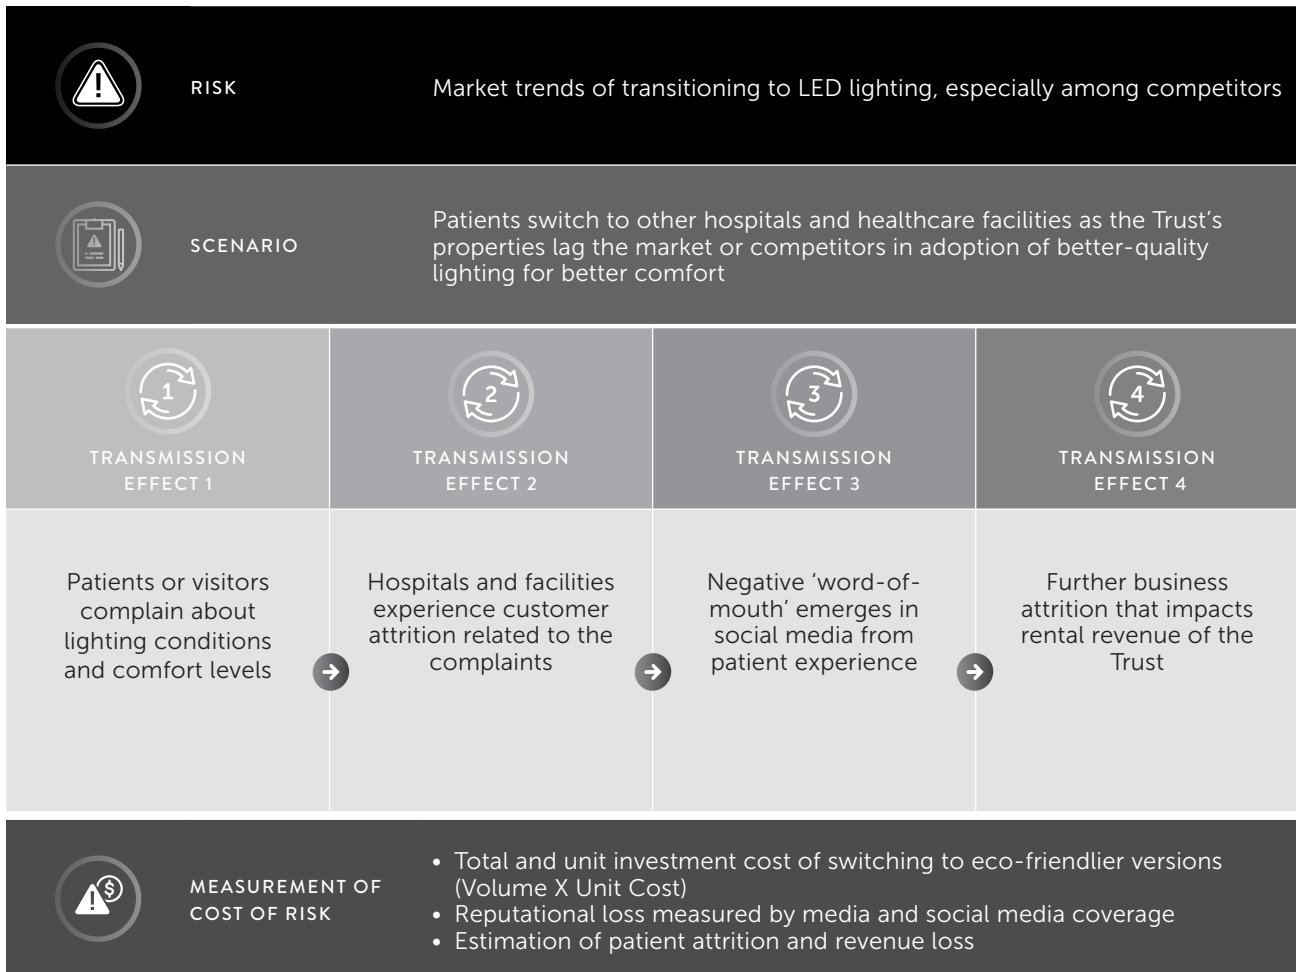 RISK
Market trends of transitioning to LED lighting, especially among competitors
SCENARIO
Patients switch to other hospitals and healthcare facilities as the Trust’s
properties lag the market or competitors in adoption of better-quality
lighting for better comfort
1
TRANSMISSION
EFFECT 1
2
TRANSMISSION
EFFECT 2
3
TRANSMISSION
EFFECT 3
4
TRANSMISSION
EFFECT 4
Patients or visitors
complain about
lighting conditions
and comfort levels
Hospitals and facilities
experience customer
attrition related to the
complaints
Negative ‘word-of-
mouth’ emerges in
social media from
patient experience
Further business
attrition that impacts
rental revenue of the
Trust
MEASUREMENT OF
COST OF RISK
• Total and unit investment cost of switching to eco-friendlier versions
(Volume X Unit Cost)
• Reputational loss measured by media and social media coverage
• Estimation of patient attrition and revenue loss